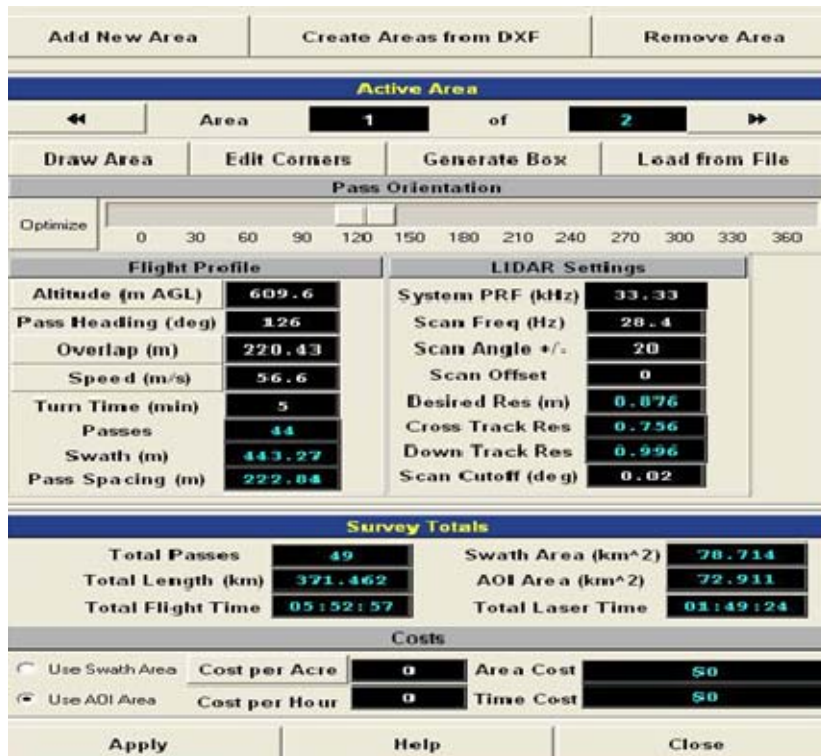 Add New Area Create Areas from DXF Remove Area
Active Area
Area 1 of 2
Draw Area Edit Corners Generate Box Load from File
Pass Orientation
Optimize
0 30 60 90 120 150 180 210 240 270 300 330 360
Flight Profile LIDAR Settings
Altitude (m AGL) 609.6 System PRF (kHz) 33.33
Pass Heading (deg) 126 Scan Freq (Hz) 28.4
Overlap (m) 220.43 Scan Angle +/- 20
Speed (m/s) 56.6 Scan Offset 0
Turn Time (min) 5 Desired Res (m) 0.876
Passes 44 Cross Track Res 0.756
Swath (m) 443.27 Down Track Res 0.996
Pass Spacing (m) 222.84 Scan Cutoff (deg) 0.02
Survey Totals
Total Passes 49 Swath Area (km^2) 78.714
Total Length (km) 371.462 AOI Area (km^2) 72.911
Total Flight Time 05:52:57 Total Laser Time 01:49:24
Costs
Use Swath Area Cost per Acre 0 Area Cost $0
Use AOI Area Cost per Hour 0 Time Cost $0
Apply Help Close